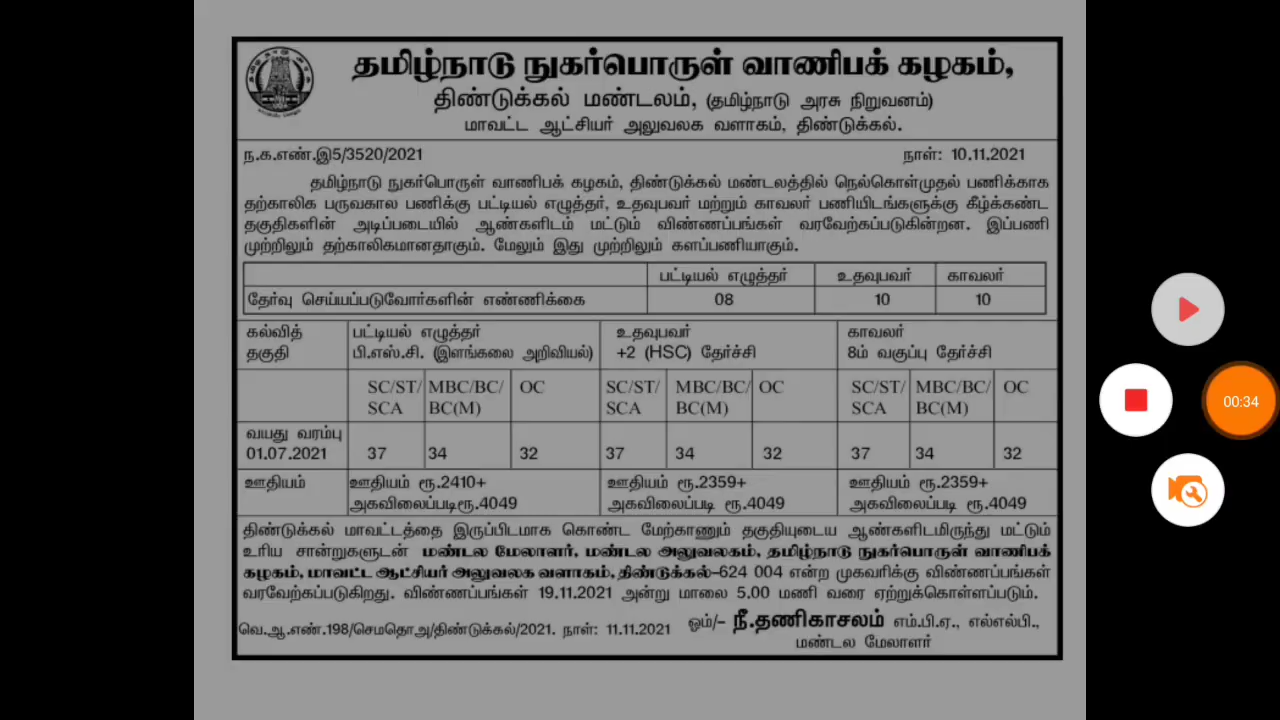 தமிழ்நாடு நுகர்பொருள் வாணிபக் கழகம்,
திண்டுக்கல் மண்டலம், (தமிழ்நாடு அரசு நிறுவனம்)
மாவட்ட ஆட்சியர் அலுவலக வளாகம், திண்டுக்கல்.
ந.க.எண்.இ5/3520/2021 நாள்: 10.11.2021
தமிழ்நாடு நுகர்பொருள் வாணிபக் கழகம், திண்டுக்கல் மண்டலத்தில் நெல்கொள்முதல் பணிக்காக
தற்காலிக பருவகால பணிக்கு பட்டியல் எழுத்தர், உதவுபவர் மற்றும் காவலர் பணியிடங்களுக்கு கீழ்க்கண்ட
தகுதிகளின் அடிப்படையில் ஆண்களிடம் மட்டும் விண்ணப்பங்கள் வரவேற்கப்படுகின்றன. இப்பணி
முற்றிலும் தற்காலிகமானதாகும். மேலும் இது முற்றிலும் களப்பணியாகும்.
பட்டியல் எழுத்தர் உதவுபவர் காவலர்
தேர்வு செய்யப்படுவோர்களின் எண்ணிக்கை 08 10 10
கல்வித் பட்டியல் எழுத்தர் உதவுபவர் காவலர்
தகுதி பி.எஸ்.சி. (இளங்கலை அறிவியல்) +2 (HSC) தேர்ச்சி 8ம் வகுப்பு தேர்ச்சி
SC/ST/ MBC/BC/ OC SC/ST/ MBC/BC/ OC SC/ST/ MBC/BC/ OC
SCA BC(M) SCA BC(M) SCA BC(M)
வயது வரம்பு
01.07.2021 37 34 32 37 34 32 37 34 32
ஊதியம் ஊதியம் ரூ.2410+ ஊதியம் ரூ.2359+ ஊதியம் ரூ.2359+
அகவிலைப்படிரூ.4049 அகவிலைப்படி ரூ.4049 அகவிலைப்படி ரூ.4049
திண்டுக்கல் மாவட்டத்தை இருப்பிடமாக கொண்ட மேற்காணும் தகுதியுடைய ஆண்களிடமிருந்து மட்டும்
உரிய சான்றுகளுடன் மண்டல மேலாளர், மண்டல அலுவலகம், தமிழ்நாடு நுகர்பொருள் வாணிபக்
கழகம், மாவட்ட ஆட்சியர் அலுவலக வளாகம், திண்டுக்கல்–624 004 என்ற முகவரிக்கு விண்ணப்பங்கள்
வரவேற்கப்படுகிறது. விண்ணப்பங்கள் 19.11.2021 அன்று மாலை 5.00 மணி வரை ஏற்றுக்கொள்ளப்படும்.
வெ.ஆ.எண்.198/செமதொஅ/திண்டுக்கல்/2021. நாள்: 11.11.2021 ஓம்/– நீ.தணிகாசலம் எம்.பி.ஏ., எல்எல்பி.,
மண்டல மேலாளர்
00:34